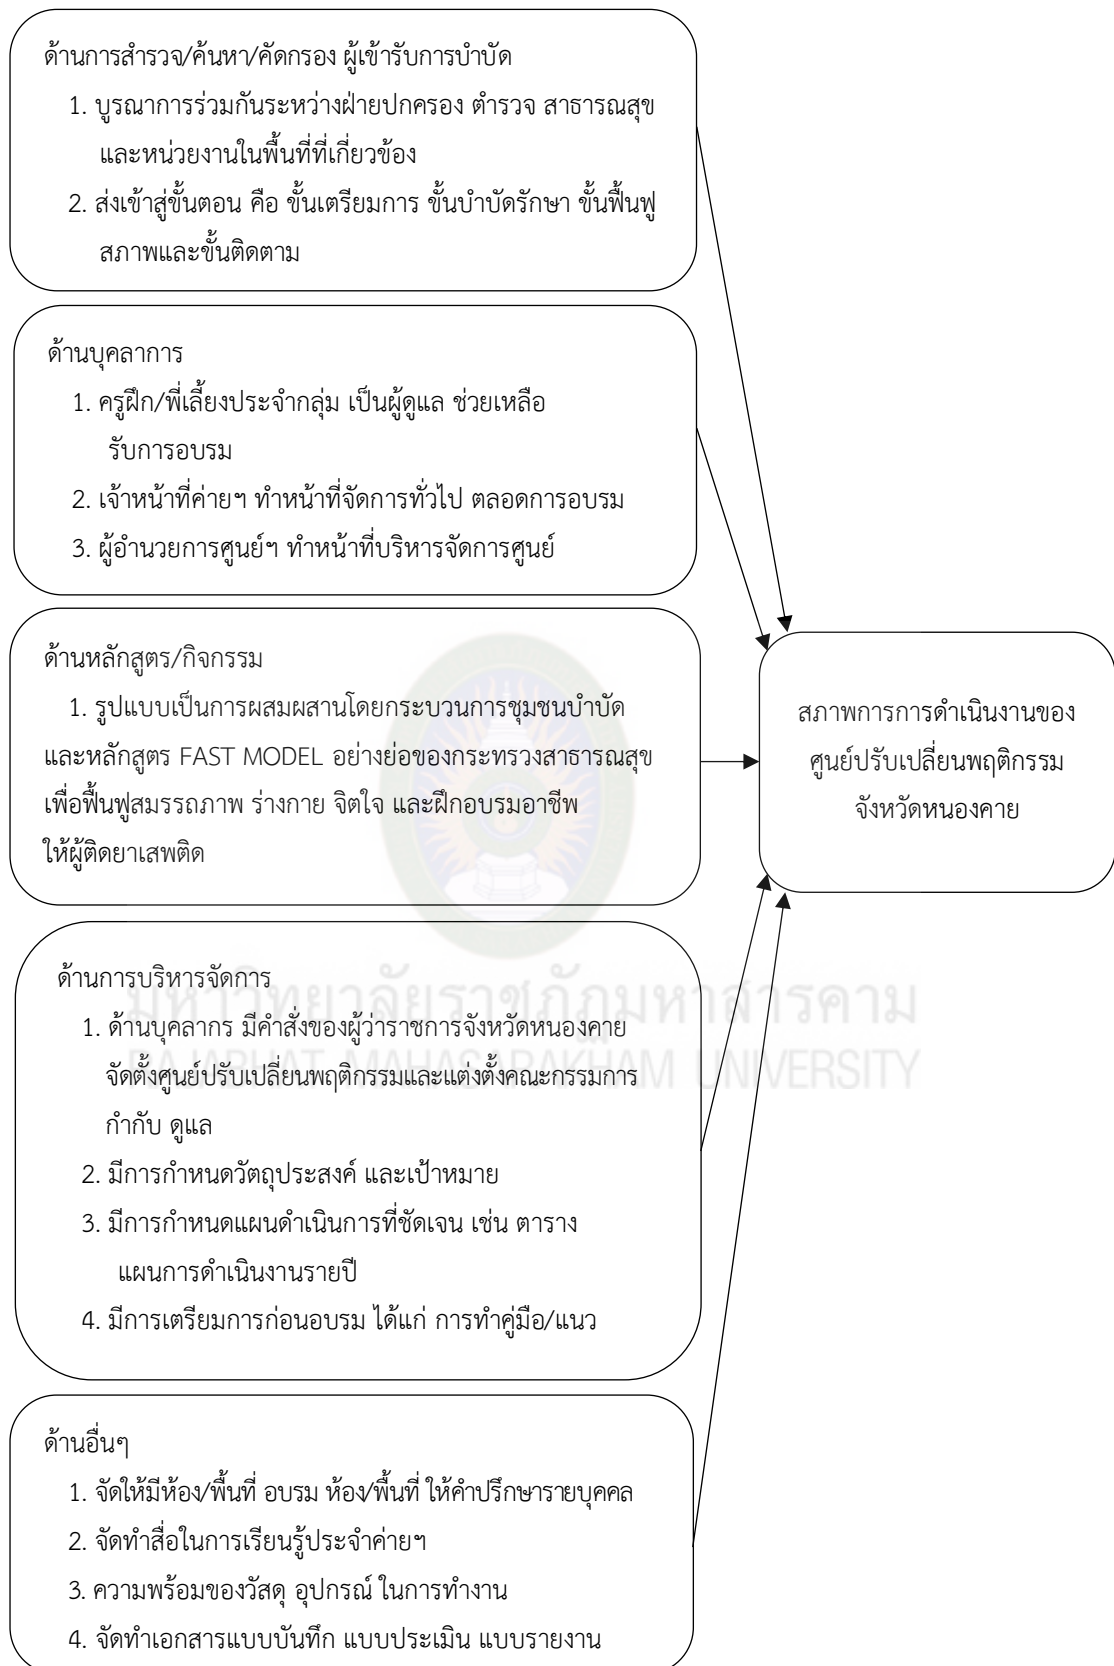 ด้านการสำรวจ/ค้นหา/คัดกรอง ผู้เข้ารับการบำบัด
1. บูรณาการร่วมกันระหว่างฝ่ายปกครอง ตำรวจ สาธารณสุข
และหน่วยงานในพื้นที่ที่เกี่ยวข้อง
2. ส่งเข้าสู่ขั้นตอน คือ ขั้นเตรียมการ ขั้นบำบัดรักษา ขั้นฟื้นฟู
สภาพและขั้นติดตาม
ด้านบุคลาการ
1. ครูฝึก/พี่เลี้ยงประจำกลุ่ม เป็นผู้ดูแล ช่วยเหลือ
รับการอบรม
2. เจ้าหน้าที่ค่ายฯ ทำหน้าที่จัดการทั่วไป ตลอดการอบรม
3. ผู้อำนวยการศูนย์ฯ ทำหน้าที่บริหารจัดการศูนย์
ด้านหลักสูตร/กิจกรรม
1. รูปแบบเป็นการผสมผสานโดยกระบวนการชุมชนบำบัด
และหลักสูตร FAST MODEL อย่างย่อของกระทรวงสาธารณสุข
เพื่อฟื้นฟูสมรรถภาพ ร่างกาย จิตใจ และฝึกอบรมอาชีพ
ให้ผู้ติดยาเสพติด
สภาพการการดำเนินงานของ
ศูนย์ปรับเปลี่ยนพฤติกรรม
จังหวัดหนองคาย
ด้านการบริหารจัดการ
มหาวิทยาลัยราชภัฏมหาสารคาม
1. ด้านบุคลากร มีคำสั่งของผู้ว่าราชการจังหวัดหนองคาย
จัดตั้งศูนย์ปรับเปลี่ยนพฤติกรรมและแต่งตั้งคณะกรรมการ
RAJABHAT MAHASARAKHAM UNIVERSITY
กำกับ ดูแล
2. มีการกำหนดวัตถุประสงค์ และเป้าหมาย
3. มีการกำหนดแผนดำเนินการที่ชัดเจน เช่น ตาราง
แผนการดำเนินงานรายปี
4. มีการเตรียมการก่อนอบรม ได้แก่ การทำคู่มือ/แนว
ด้านอื่นๆ
1. จัดให้มีห้อง/พื้นที่ อบรม ห้อง/พื้นที่ ให้คำปรึกษารายบุคคล
2. จัดทำสื่อในการเรียนรู้ประจำค่ายฯ
3. ความพร้อมของวัสดุ อุปกรณ์ ในการทำงาน
4. จัดทำเอกสารแบบบันทึก แบบประเมิน แบบรายงาน